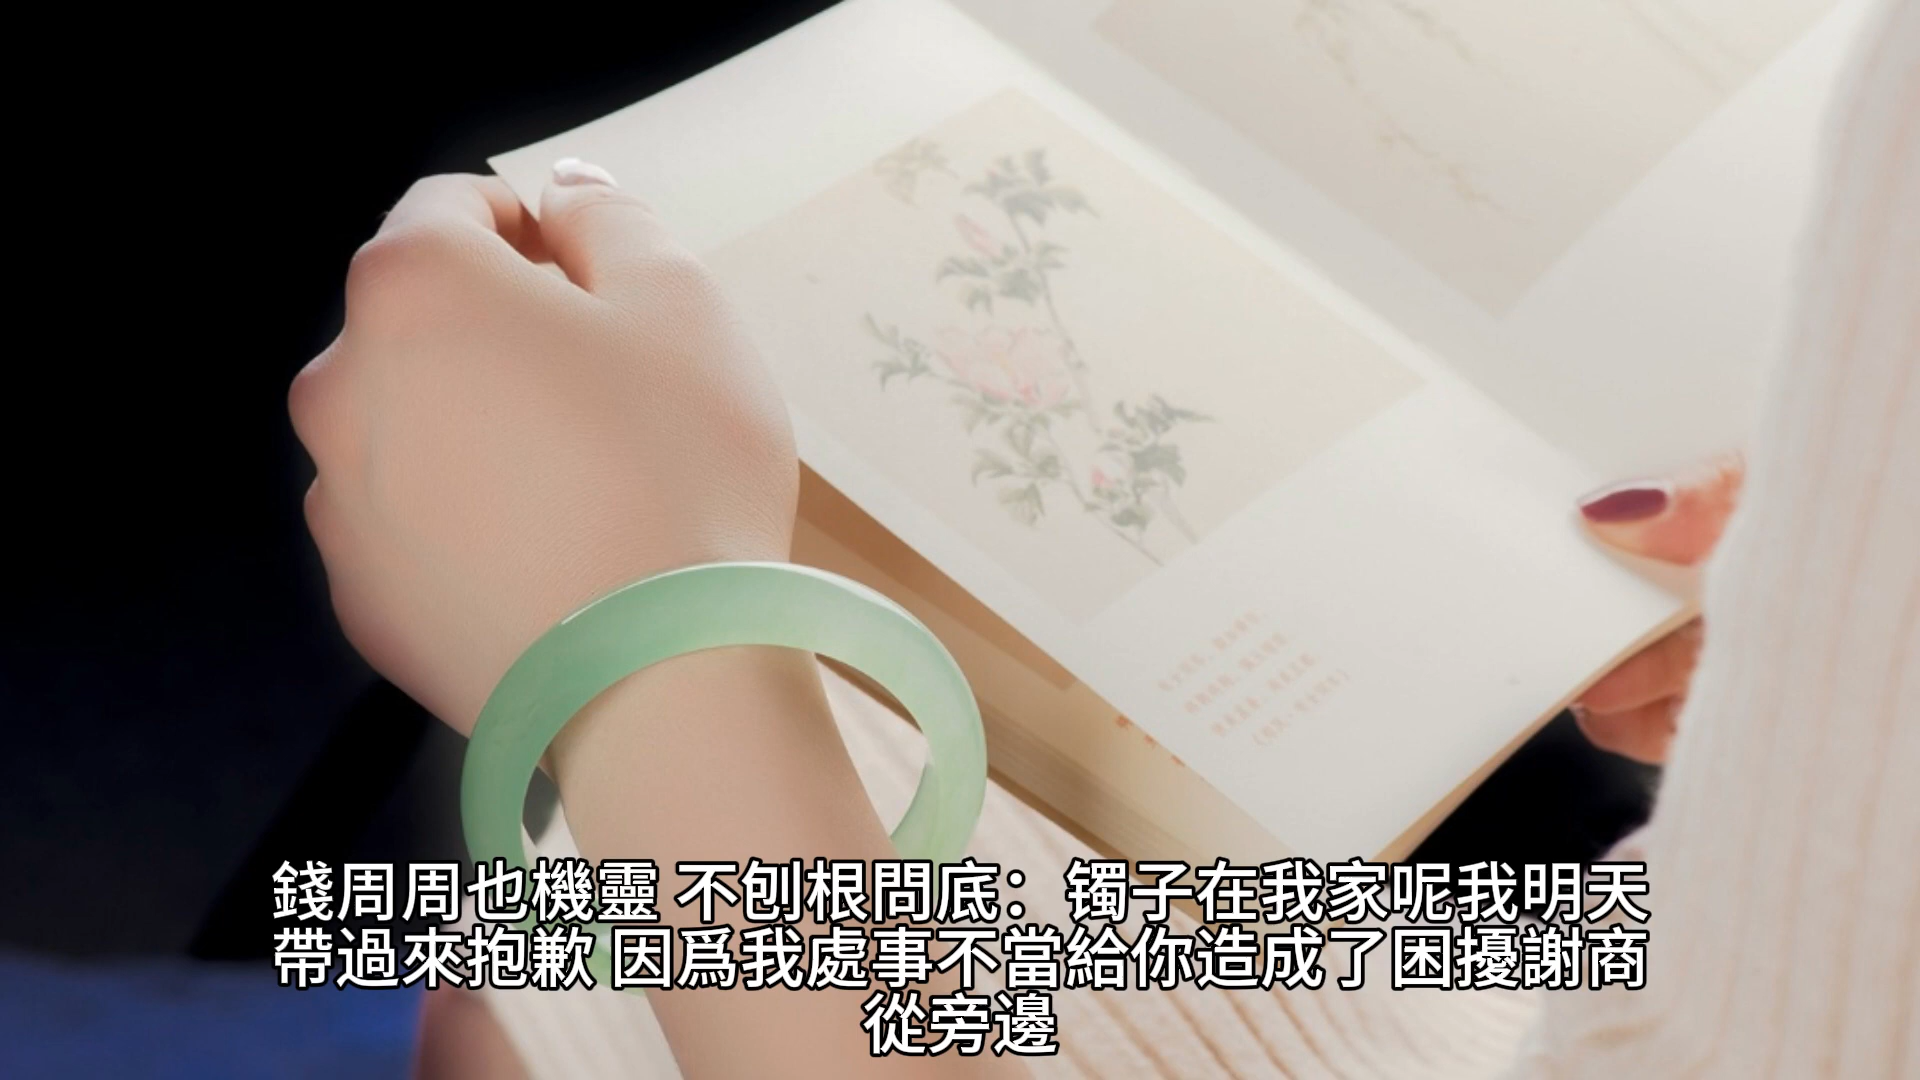 錢周周也機靈 不刨根問底：镯子在我家呢我明天
帶過來抱歉 因爲我處事不當給你造成了困擾謝商
從旁邊